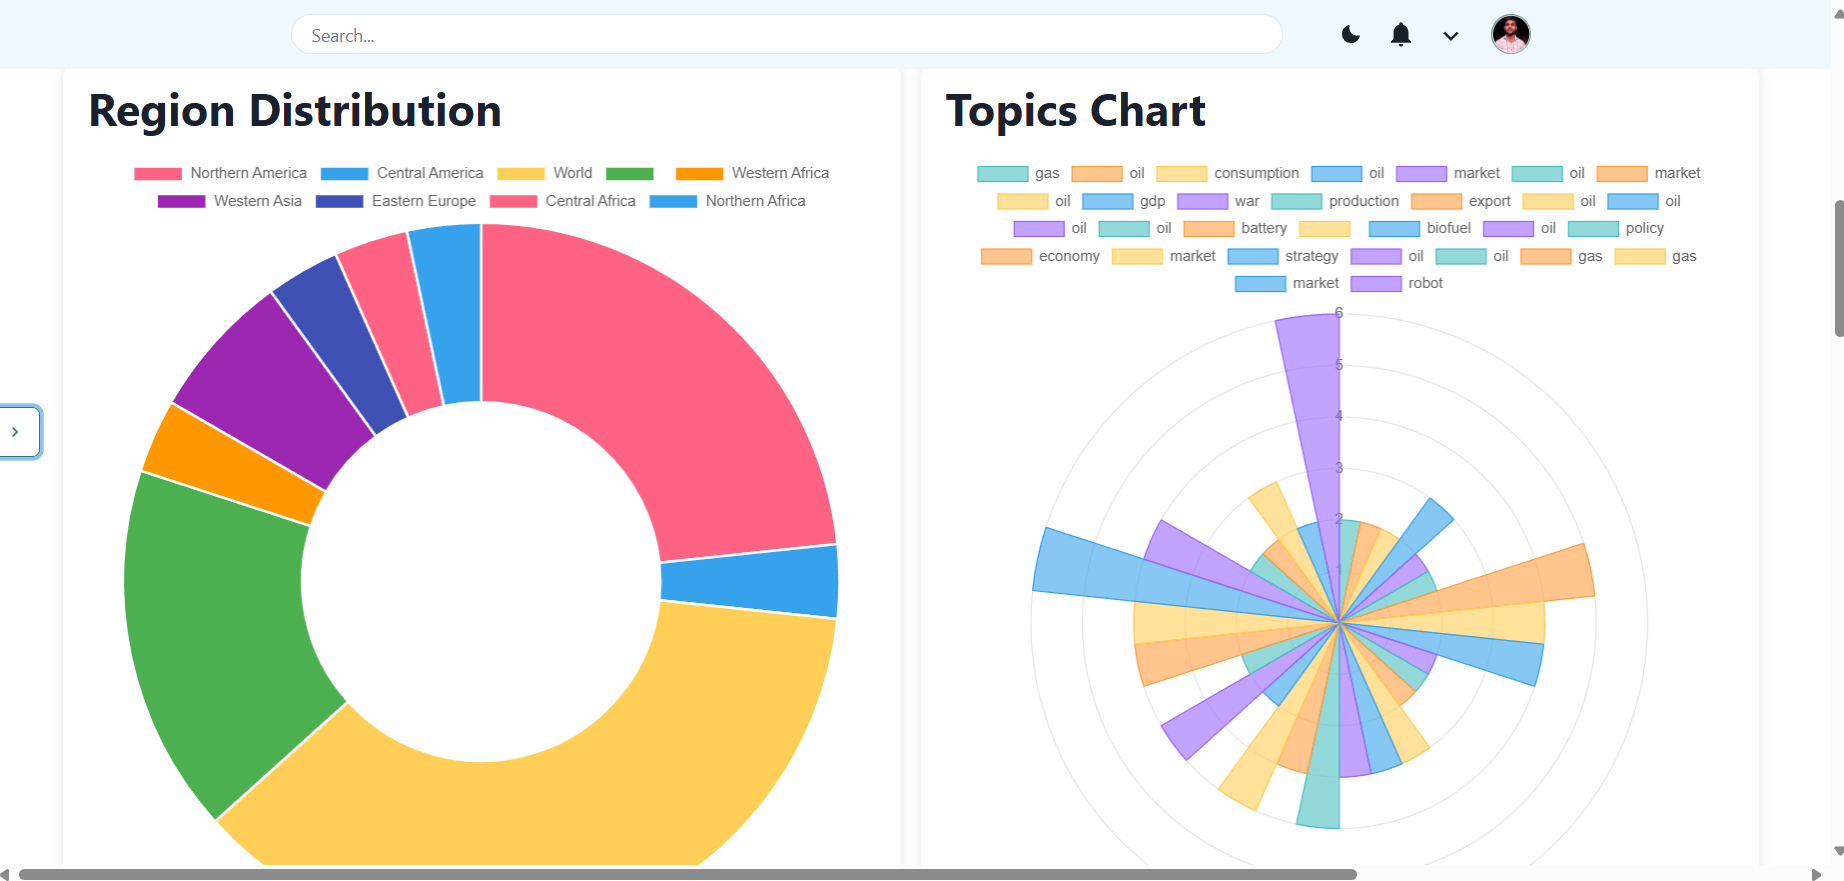 Search...
Region Distribution
Northern America Central America World Western Africa
Western Asia Eastern Europe Central Africa Northern Africa
Topics Chart
gas oil consumption oil market oil market
oil gdp war production export oil oil
oil oil battery biofuel oil policy
economy market strategy oil oil gas gas
market robot
6
5
4
3
2
1